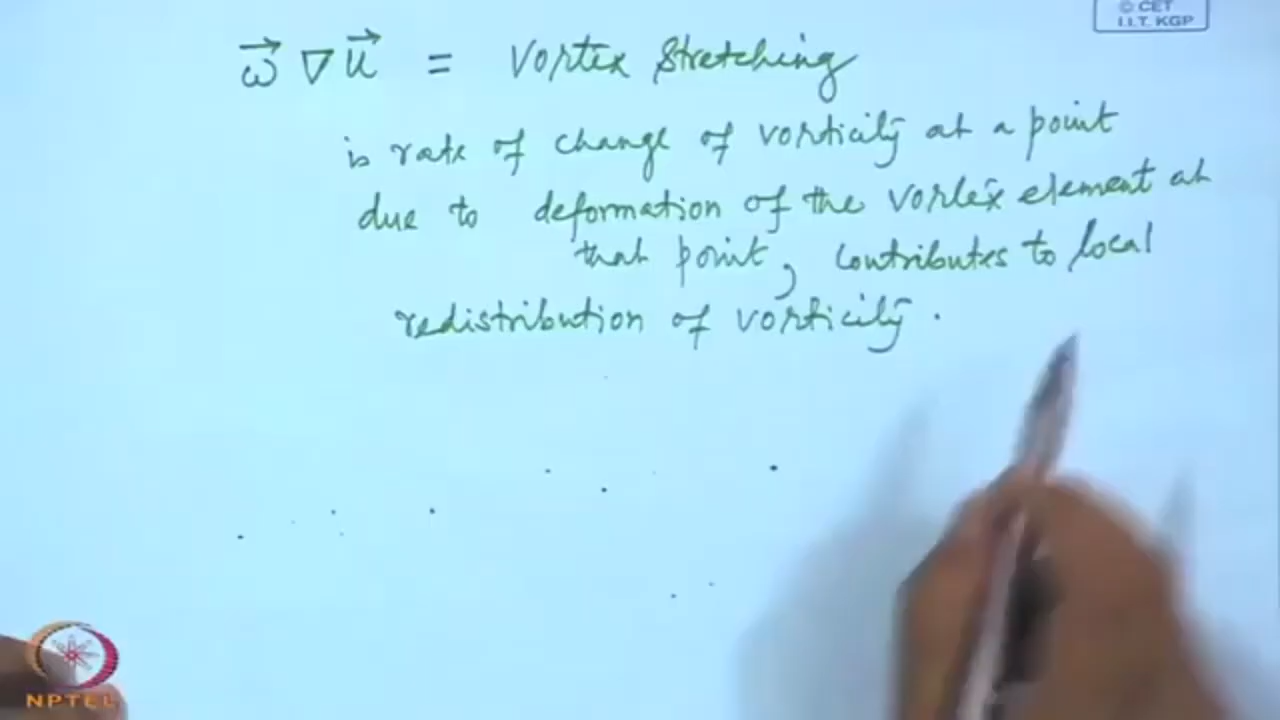 © CET
I.I.T. KGP
ω⃗ ∇ u⃗ = Vortex Stretching
is rate of change of vorticity at a point
due to deformation of the vortex element at
that point, contributes to local
redistribution of vorticity.
NPTEL